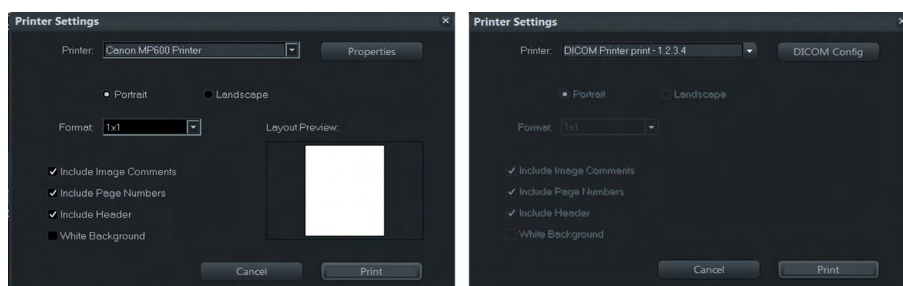 Printer Settings
Printer: Canon MP600 Printer Properties
Portrait Landscape
Format: 1x1 Layout Preview:
Include Image Comments
Include Page Numbers
Include Header
White Background
Cancel Print
Printer Settings
Printer: DICOM Printer print - 1.2.3.4 DICOM Config
Portrait Landscape
Format: 1x1
Include Image Comments
Include Page Numbers
Include Header
White Background
Cancel Print